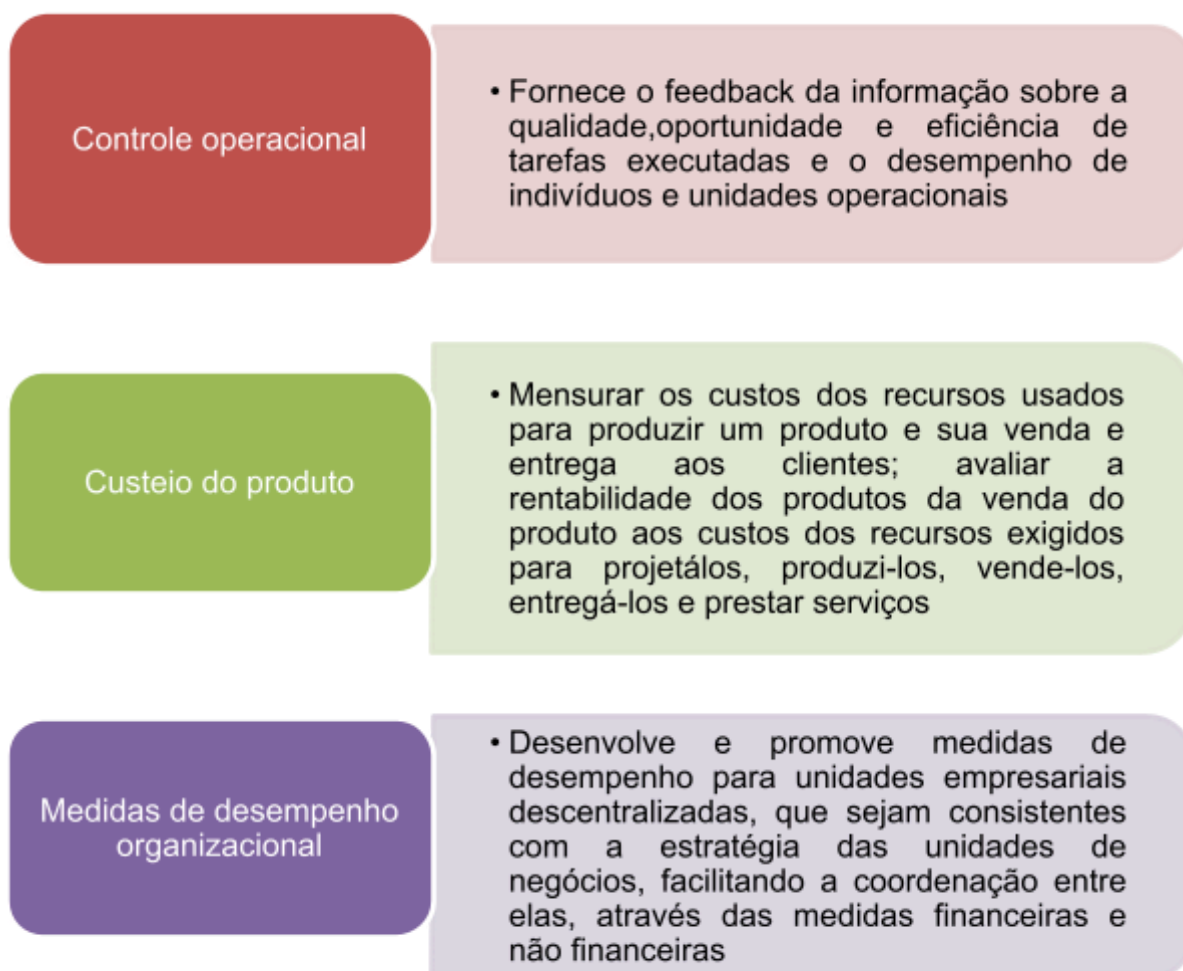 Controle operacional
• Fornece o feedback da informação sobre a
qualidade,oportunidade e eficiência de
tarefas executadas e o desempenho de
indivíduos e unidades operacionais
Custeio do produto
• Mensurar os custos dos recursos usados
para produzir um produto e sua venda e
entrega aos clientes; avaliar a
rentabilidade dos produtos da venda do
produto aos custos dos recursos exigidos
para projetálos, produzi-los, vende-los,
entregá-los e prestar serviços
Medidas de desempenho
organizacional
• Desenvolve e promove medidas de
desempenho para unidades empresariais
descentralizadas, que sejam consistentes
com a estratégia das unidades de
negócios, facilitando a coordenação entre
elas, através das medidas financeiras e
não financeiras